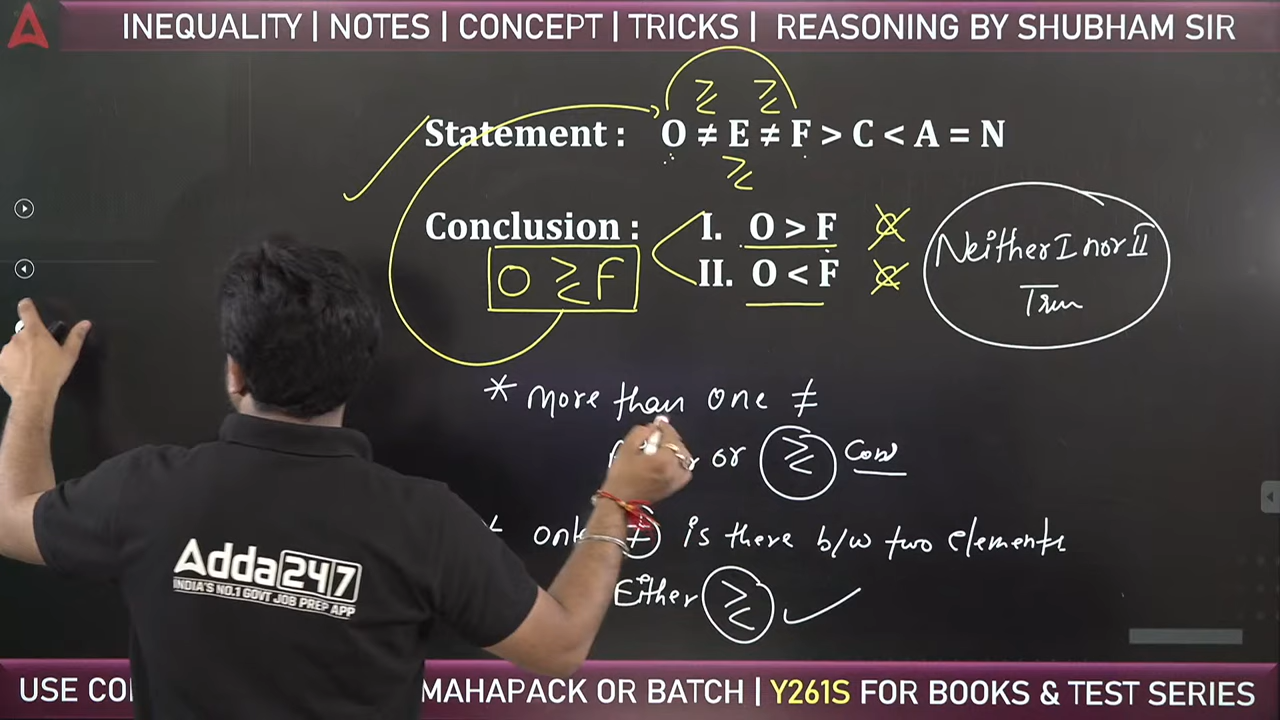 INEQUALITY | NOTES | CONCEPT | TRICKS | REASONING BY SHUBHAM SIR
≷ ≷
Statement : O ≠ E ≠ F > C < A = N
≷
Conclusion : I. O > F
II. O < F
O ≷ F
Neither I nor II
True
* More than one ≠
or ≷
only ≠ is there b/w two elements
Either ≷ ✓
Adda247
INDIA'S NO.1 GOVT JOB PREP APP
USE MAHAPACK OR BATCH | Y261S FOR BOOKS & TEST SERIES